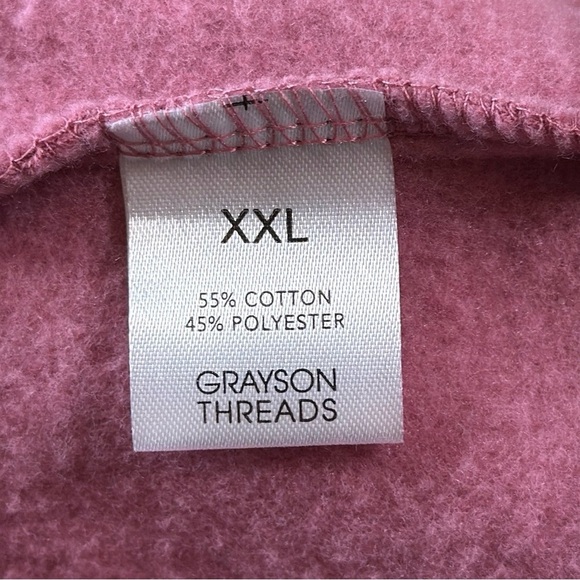 XXL
55% COTTON
45% POLYESTER
GRAYSON
THREADS